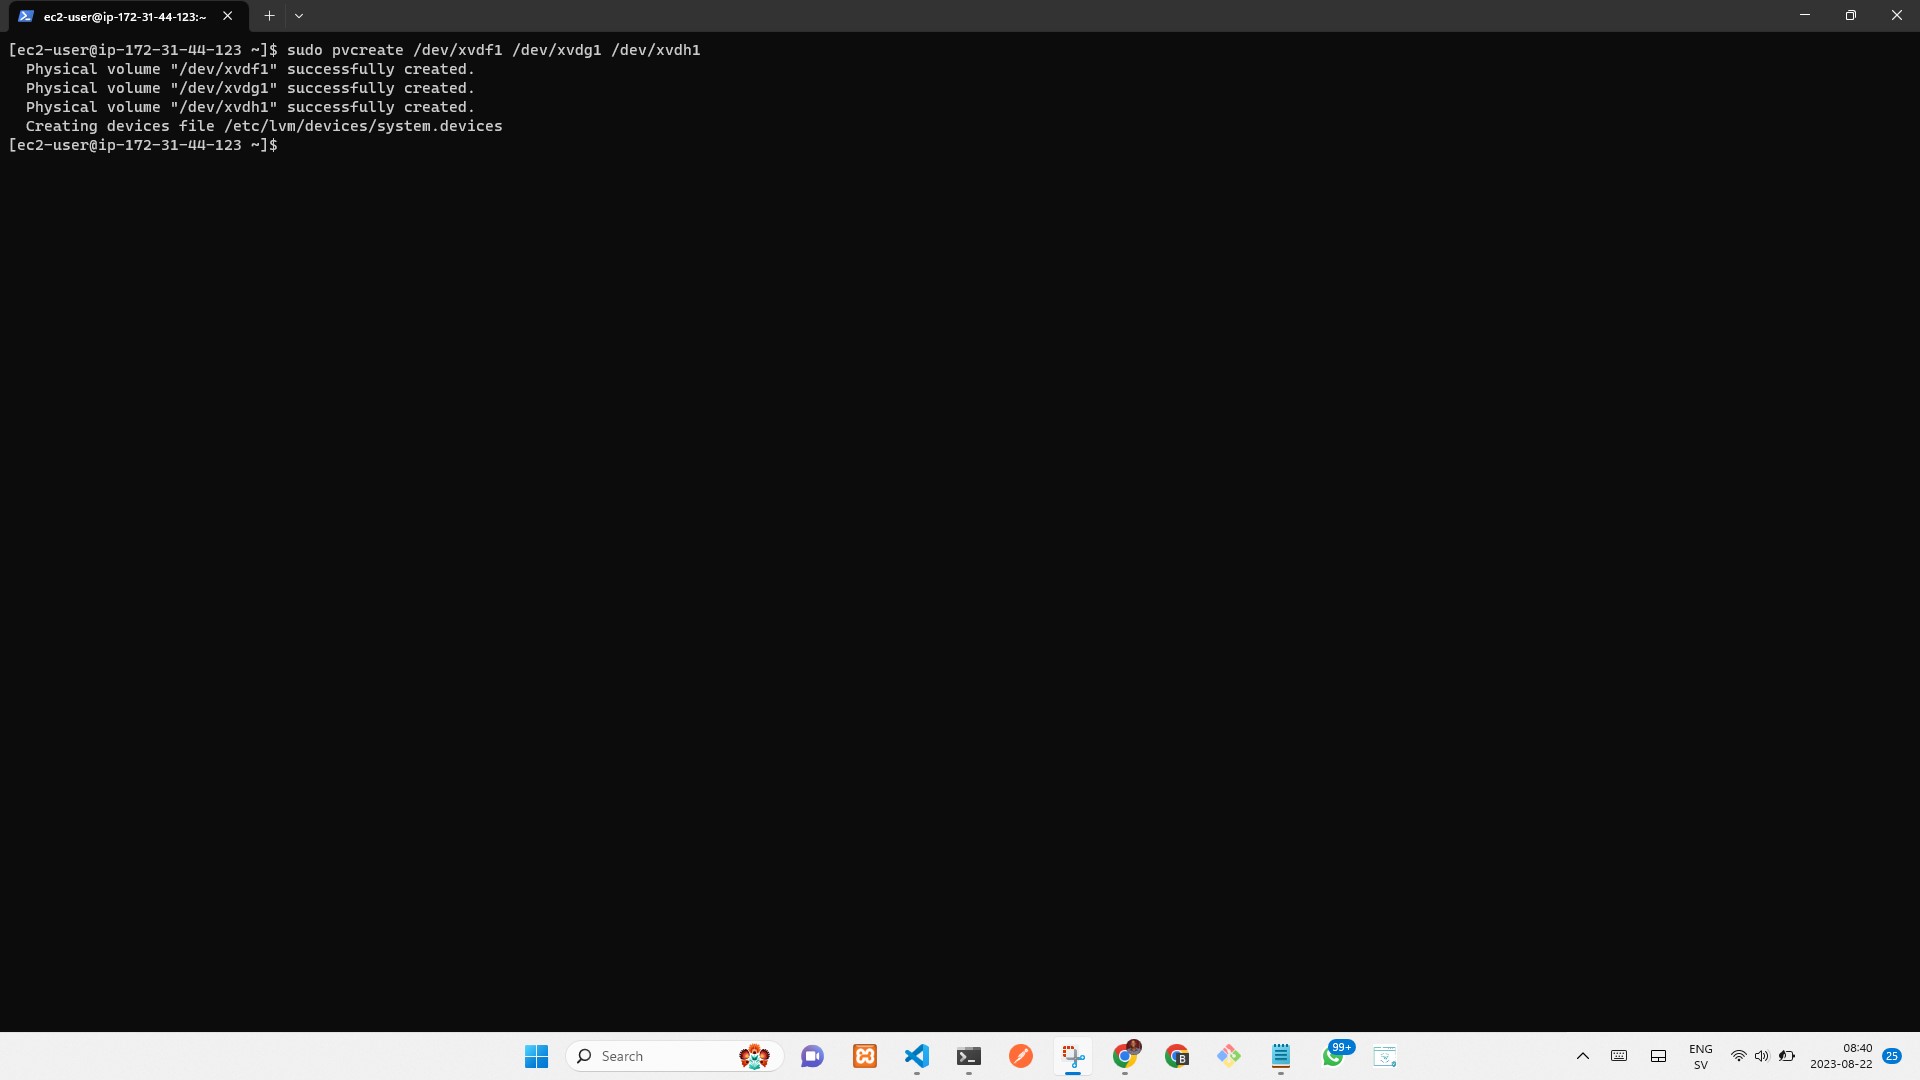 ec2-user@ip-172-31-44-123:~
[ec2-user@ip-172-31-44-123 ~]$ sudo pvcreate /dev/xvdf1 /dev/xvdg1 /dev/xvdh1
  Physical volume "/dev/xvdf1" successfully created.
  Physical volume "/dev/xvdg1" successfully created.
  Physical volume "/dev/xvdh1" successfully created.
  Creating devices file /etc/lvm/devices/system.devices
[ec2-user@ip-172-31-44-123 ~]$
Search
B
99+
ENG
SV
08:40
2023-08-22
25